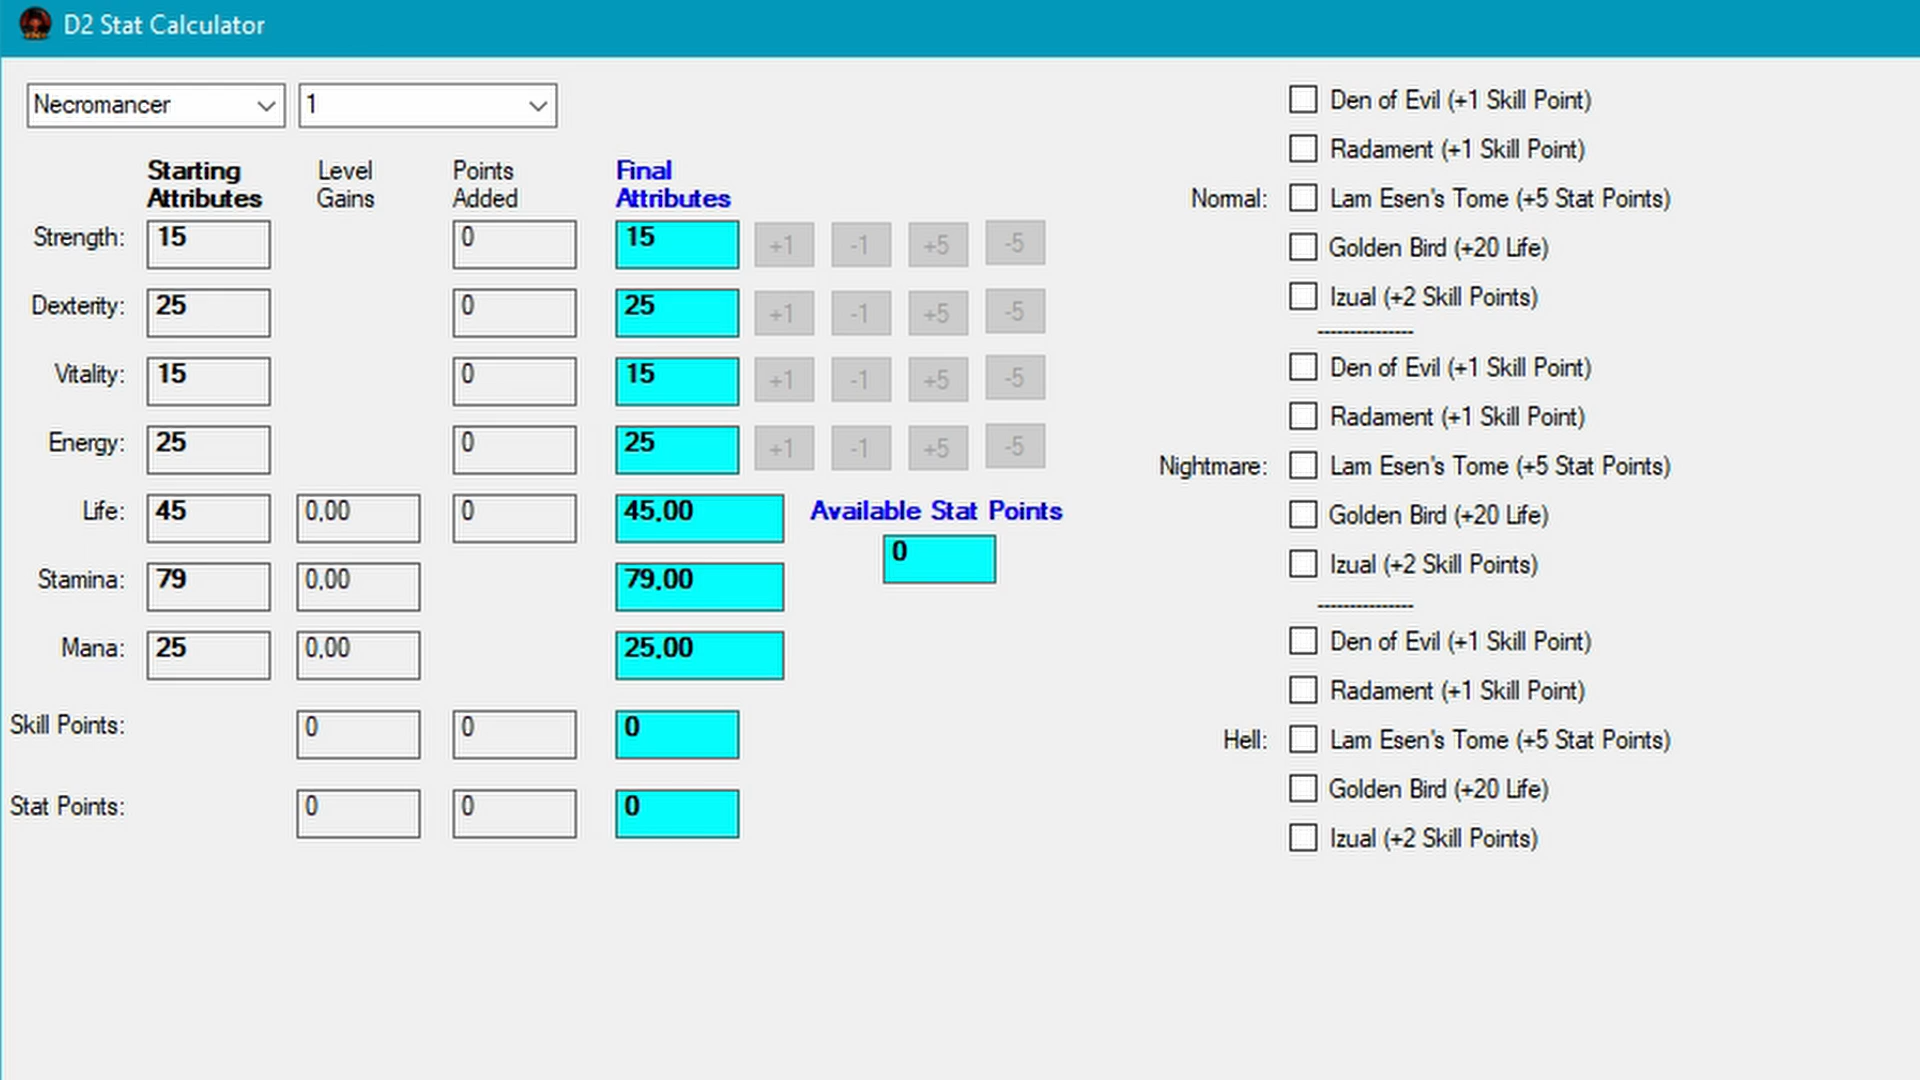 D2 Stat Calculator
Necromancer 1
Starting Attributes Level Gains Points Added Final Attributes
Strength: 15 0 15 +1 -1 +5 -5
Dexterity: 25 0 25 +1 -1 +5 -5
Vitality: 15 0 15 +1 -1 +5 -5
Energy: 25 0 25 +1 -1 +5 -5
Life: 45 0.00 0 45.00 Available Stat Points
0
Stamina: 79 0.00 79.00
Mana: 25 0.00 25.00
Skill Points: 0 0 0
Stat Points: 0 0 0
Den of Evil (+1 Skill Point)
Radament (+1 Skill Point)
Normal: Lam Esen's Tome (+5 Stat Points)
Golden Bird (+20 Life)
Izual (+2 Skill Points)
---------------
Den of Evil (+1 Skill Point)
Radament (+1 Skill Point)
Nightmare: Lam Esen's Tome (+5 Stat Points)
Golden Bird (+20 Life)
Izual (+2 Skill Points)
---------------
Den of Evil (+1 Skill Point)
Radament (+1 Skill Point)
Hell: Lam Esen's Tome (+5 Stat Points)
Golden Bird (+20 Life)
Izual (+2 Skill Points)